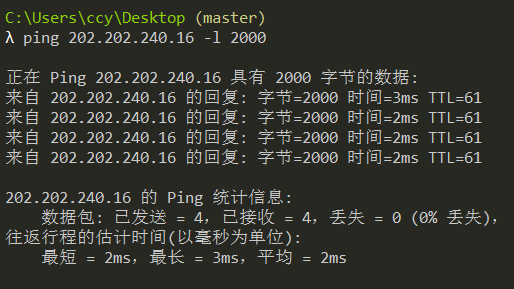 C:\Users\ccy\Desktop (master)
λ ping 202.202.240.16 -l 2000
正在 Ping 202.202.240.16 具有 2000 字节的数据:
来自 202.202.240.16 的回复: 字节=2000 时间=3ms TTL=61
来自 202.202.240.16 的回复: 字节=2000 时间=2ms TTL=61
来自 202.202.240.16 的回复: 字节=2000 时间=2ms TTL=61
来自 202.202.240.16 的回复: 字节=2000 时间=2ms TTL=61
202.202.240.16 的 Ping 统计信息:
数据包: 已发送 = 4，已接收 = 4，丢失 = 0 (0% 丢失)，
往返行程的估计时间(以毫秒为单位):
最短 = 2ms，最长 = 3ms，平均 = 2ms